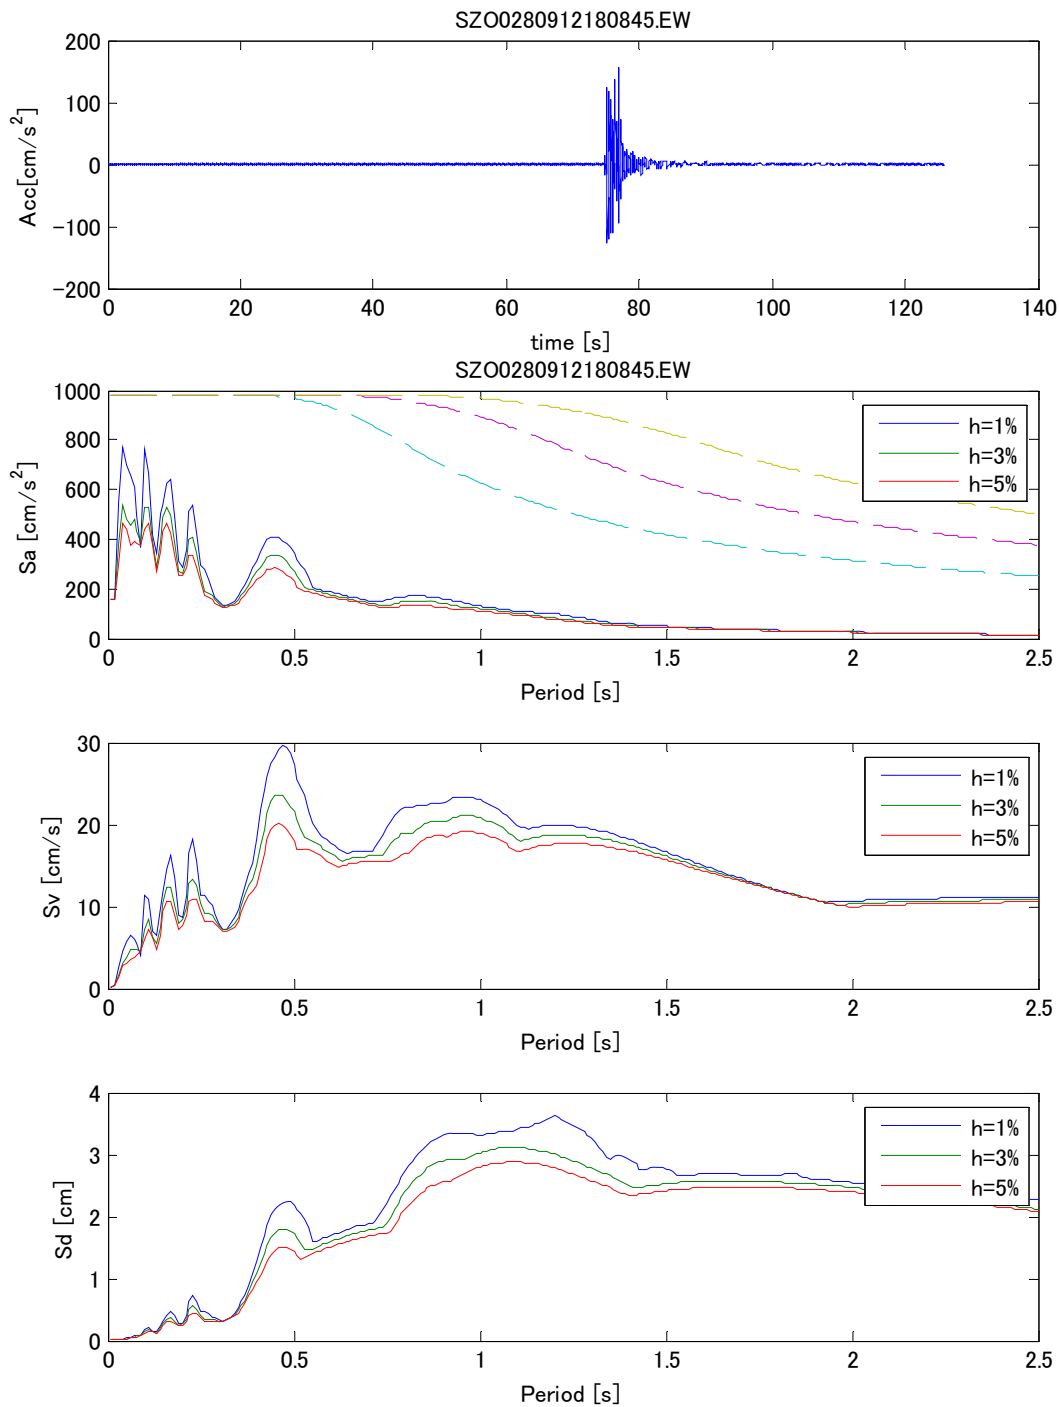 SZO0280912180845.EW
200
100
0
-100
-200
Acc[cm/s²]
0 20 40 60 80 100 120 140
time [s]
SZO0280912180845.EW
1000
800
600
400
200
0
Sa [cm/s²]
h=1%
h=3%
h=5%
0 0.5 1 1.5 2 2.5
Period [s]
30
20
10
0
Sv [cm/s]
h=1%
h=3%
h=5%
0 0.5 1 1.5 2 2.5
Period [s]
4
3
2
1
0
Sd [cm]
h=1%
h=3%
h=5%
0 0.5 1 1.5 2 2.5
Period [s]